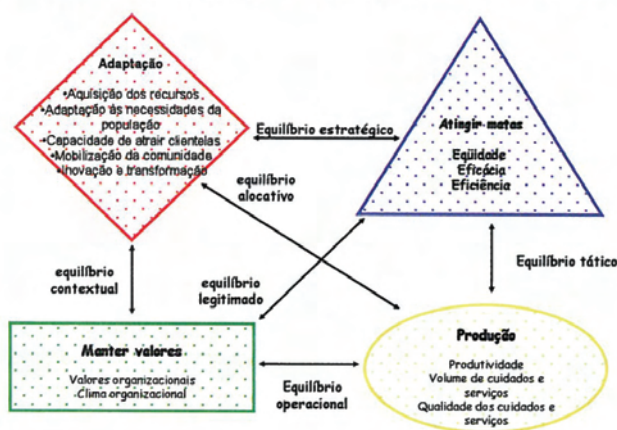 Adaptação
•Aquisição dos recursos
•Adaptação às necessidades da
população
•Capacidade de atrair clientelas
•Mobilização da comunidade
•Inovação e transformação
Equilíbrio estratégico
Atingir matas
Eqüidade
Eficácia
Eficiência
equilíbrio
alocativo
equilíbrio
contextual
equilíbrio
legitimado
Equilíbrio tático
Manter valores
Valores organizacionais
Clima organizacional
Equilíbrio
operacional
Produção
Produtividade
Volume de cuidados e
serviços
Qualidade dos cuidados e
serviços